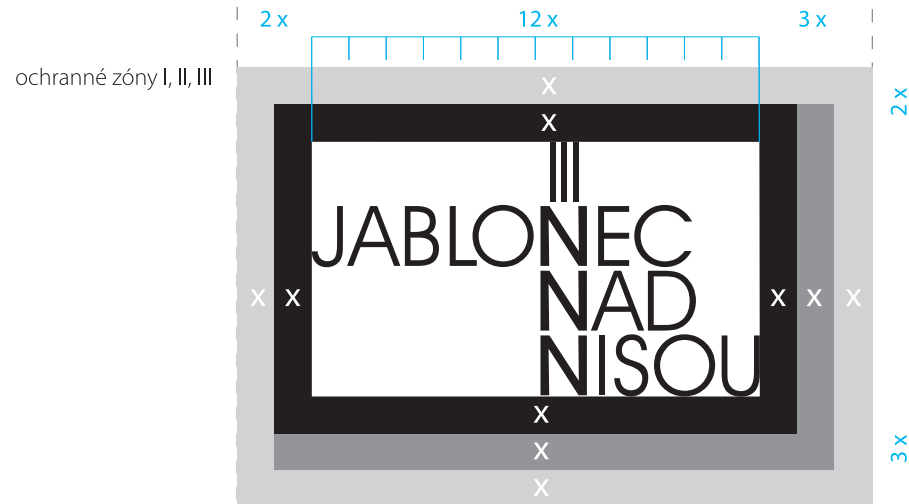 2 x 12 x 3 x
ochranné zóny I, II, III
x
2 x
x
III
JABLONEC
x x NAD x x x
NISOU
x
x
3 x
x